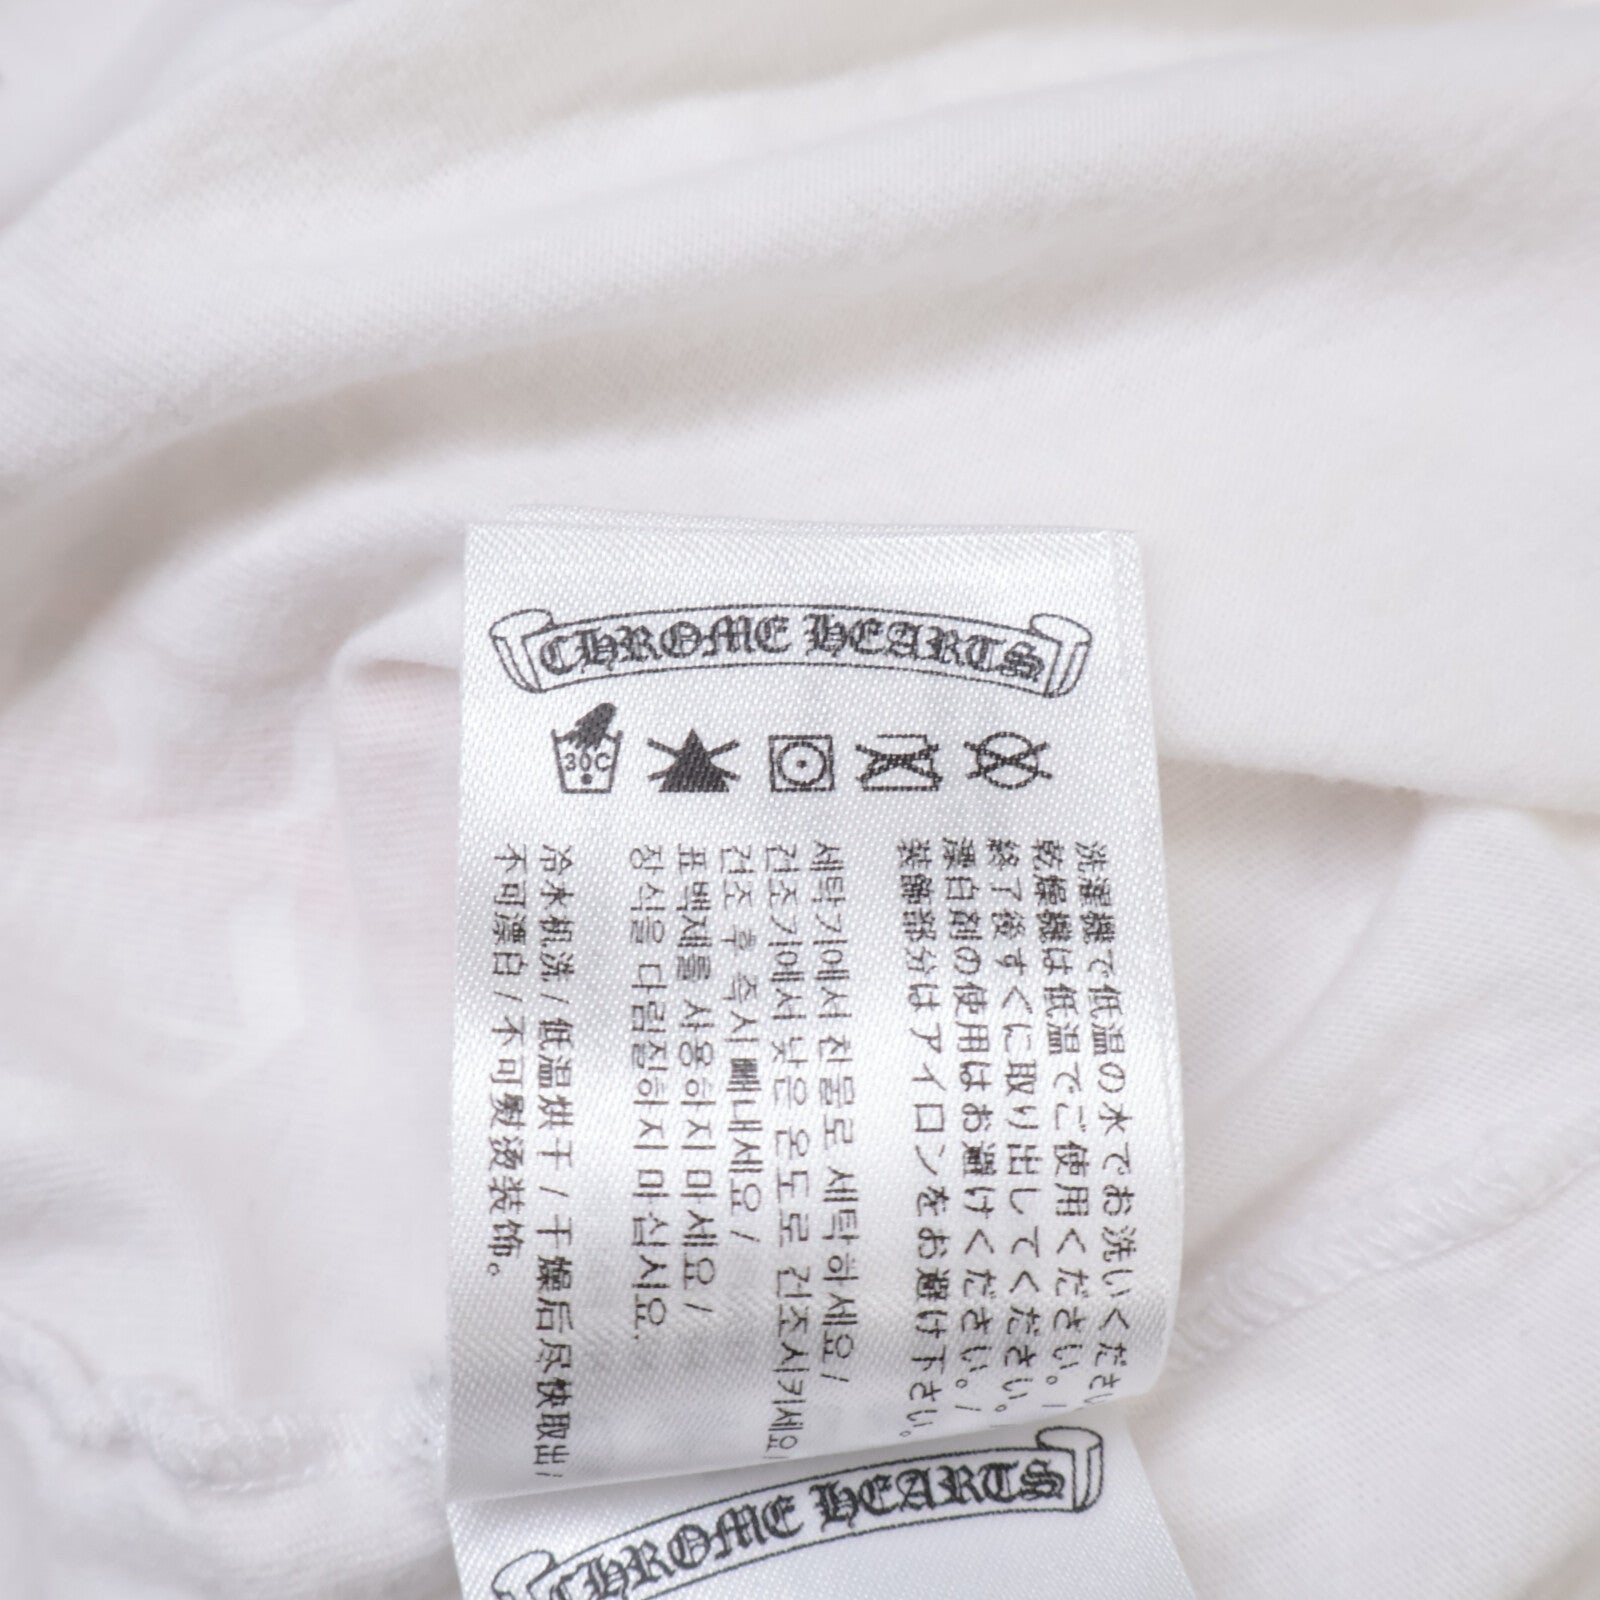 CHROME HEARTS
30C
洗濯機で低温の水でお洗いくださ
乾燥機は低温でご使用ください。/
終了後すぐに取り出してください。
漂白剤の使用はお避けください。/
装飾部分はアイロンをお避け下さい。
세탁기에서 찬물로 세탁하세요 /
건조기에서 낮은 온도로 건조시키세요
건조 후 즉시 빼내세요 /
표백제를 사용하지 마세요 /
장식을 다림질하지 마십시요.
冷水机洗 / 低温烘干 / 干燥后尽快取出/
不可漂白 / 不可熨烫装饰。
CHROME HEARTS